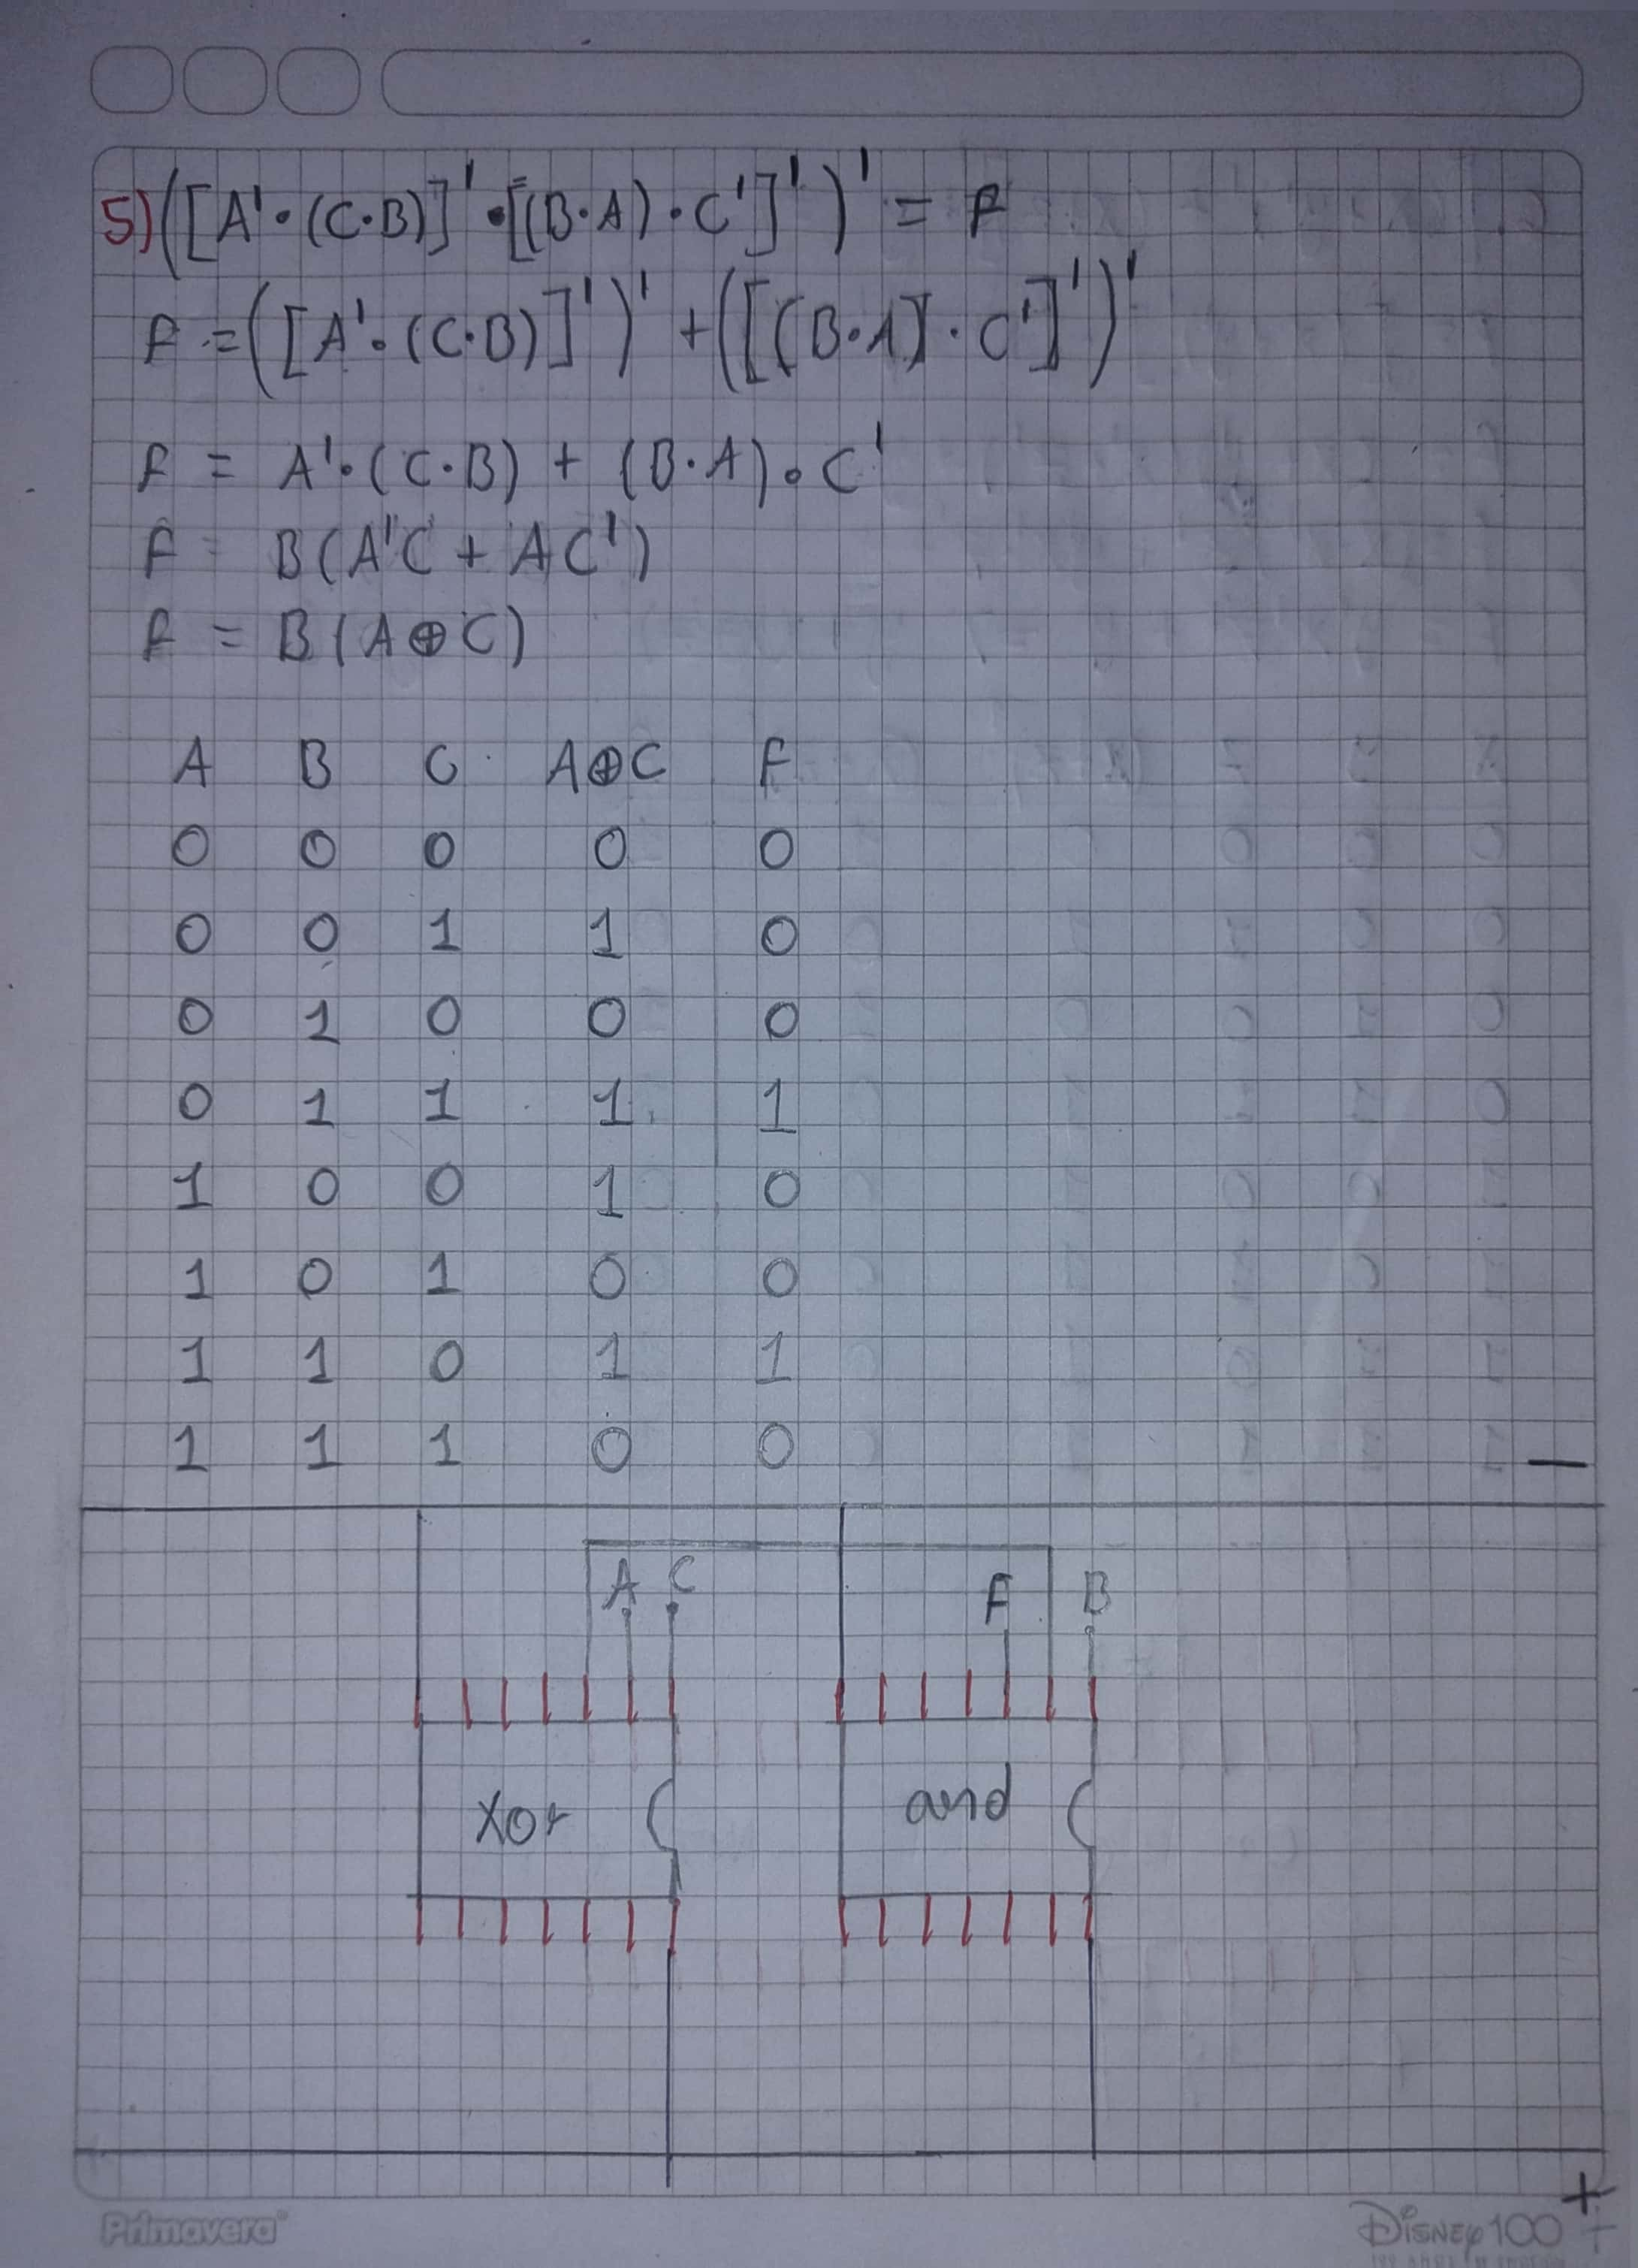 5) ([A'·(C·B)]'·[(B·A)·C']')' = F
F = ([A'·(C·B)]')' + ([(B·A]·C']')'
F = A'·(C·B) + (B·A)·C'
F = B(A'C + AC')
F = B(A⊕C)
A B C A⊕C F
0 0 0 0 0
0 0 1 1 0
0 1 0 0 0
0 1 1 1 1
1 0 0 1 0
1 0 1 0 0
1 1 0 1 1
1 1 1 0 0
—
A C F B
xor and
+
Primavera
Disney 100